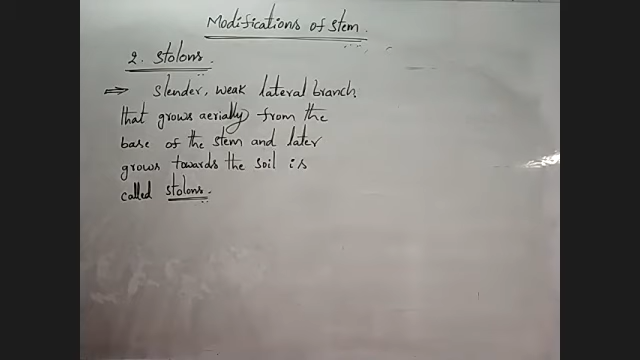 Modifications of Stem.
2. Stolons.
⇒ Slender, weak lateral branch
that grows aerially from the
base of the stem and later
grows towards the soil is
called stolons.